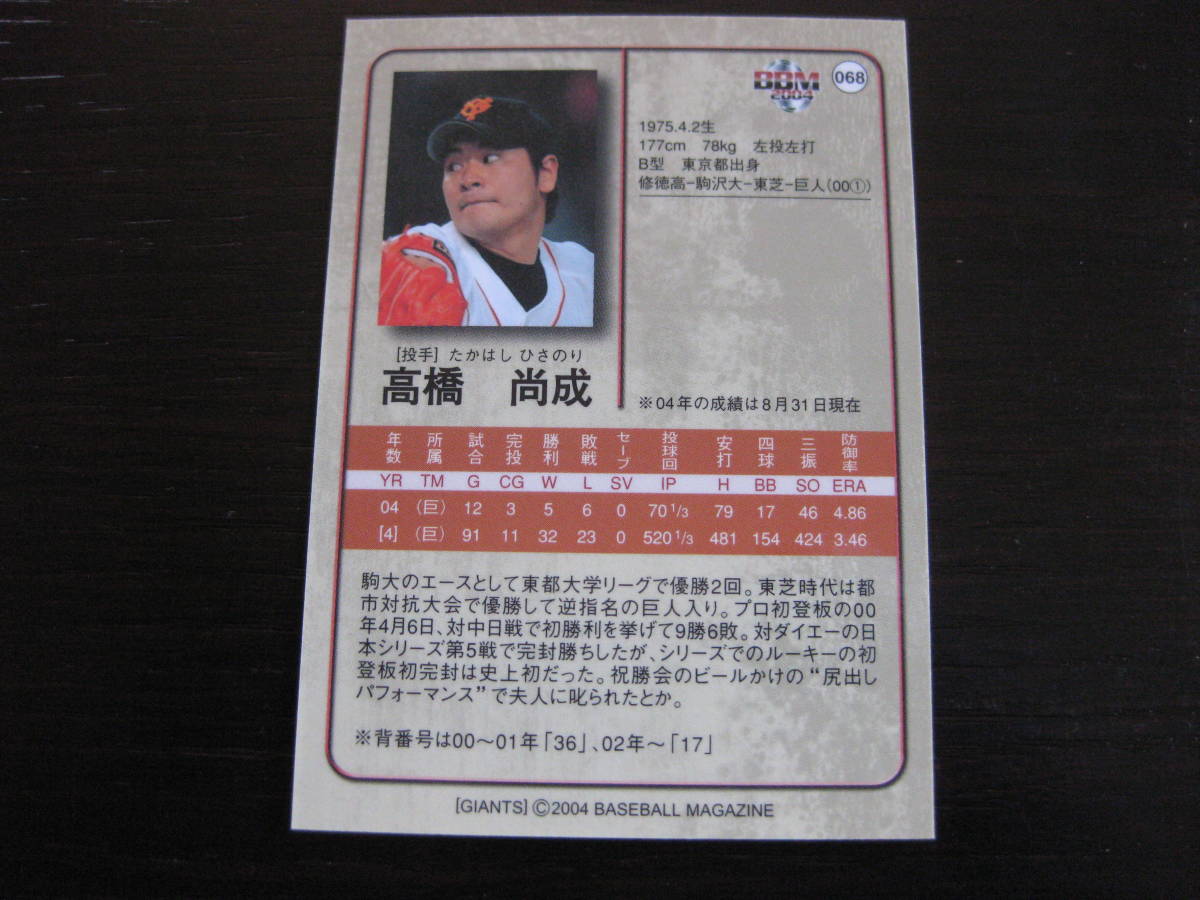 BBM
2004
068
1975.4.2生
177cm 78kg 左投左打
B型 東京都出身
修徳高−駒沢大−東芝−巨人(00①)
[投手] たかはし ひさのり
高橋 尚成
※04年の成績は8月31日現在
年数 所属 試合 完投 勝利 敗戦 セーブ 投球回 安打 四球 三振 防御率
YR TM G CG W L SV IP H BB SO ERA
04 (巨) 12 3 5 6 0 70 1/3 79 17 46 4.86
[4] (巨) 91 11 32 23 0 520 1/3 481 154 424 3.46
駒大のエースとして東都大学リーグで優勝2回。東芝時代は都
市対抗大会で優勝して逆指名の巨人入り。プロ初登板の00
年4月6日、対中日戦で初勝利を挙げて9勝6敗。対ダイエーの日
本シリーズ第5戦で完封勝ちしたが、シリーズでのルーキーの初
登板初完封は史上初だった。祝勝会のビールかけの“尻出し
パフォーマンス”で夫人に叱られたとか。
※背番号は00〜01年「36」、02年〜「17」
[GIANTS] ©2004 BASEBALL MAGAZINE